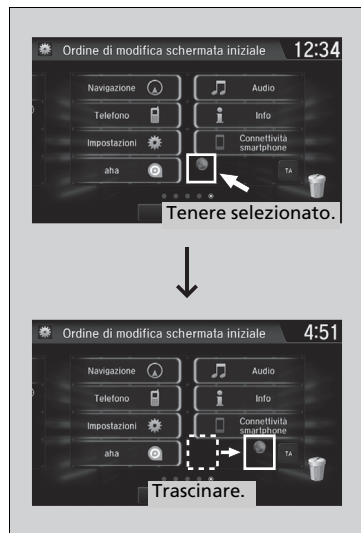 Ordine di modifica schermata iniziale 12:34
Navigazione Audio
Telefono Info
Impostazioni Connettività
smartphone
aha TA
Tenere selezionato.
Ordine di modifica schermata iniziale 4:51
Navigazione Audio
Telefono Info
Impostazioni Connettività
smartphone
aha TA
Trascinare.